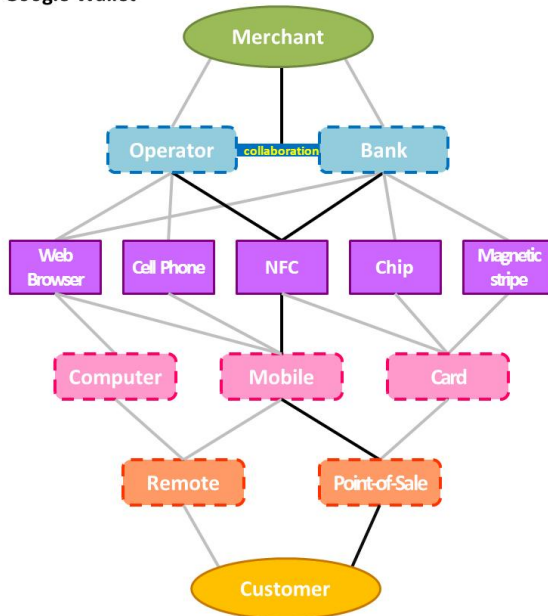 Google Wallet
Merchant
Operator
collaboration
Bank
Web
Browser
Cell Phone
NFC
Chip
Magnetic
stripe
Computer
Mobile
Card
Remote
Point-of-Sale
Customer